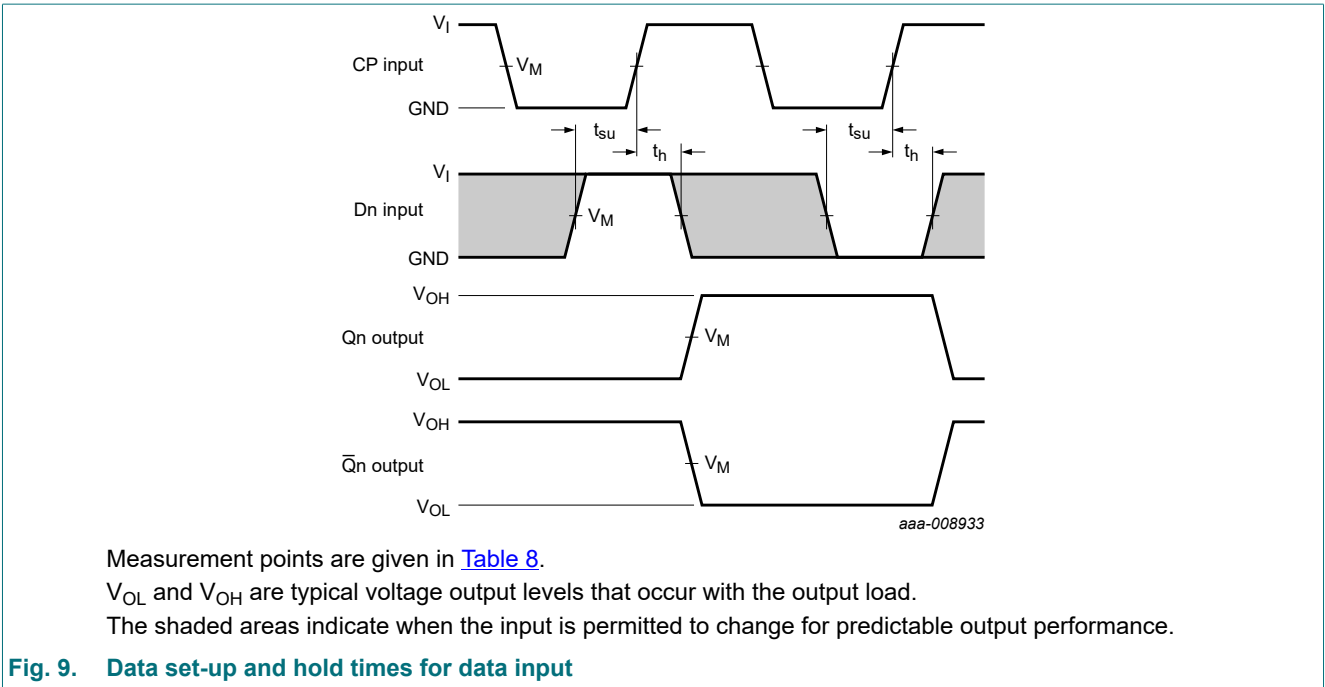 V_I
CP input
V_M
GND
t_su
t_su
t_h
t_h
V_I
Dn input
V_M
GND
V_OH
Qn output
V_M
V_OL
V_OH
Q̅n output
V_M
V_OL
aaa-008933
Measurement points are given in Table 8.
V_OL and V_OH are typical voltage output levels that occur with the output load.
The shaded areas indicate when the input is permitted to change for predictable output performance.
Fig. 9. Data set-up and hold times for data input